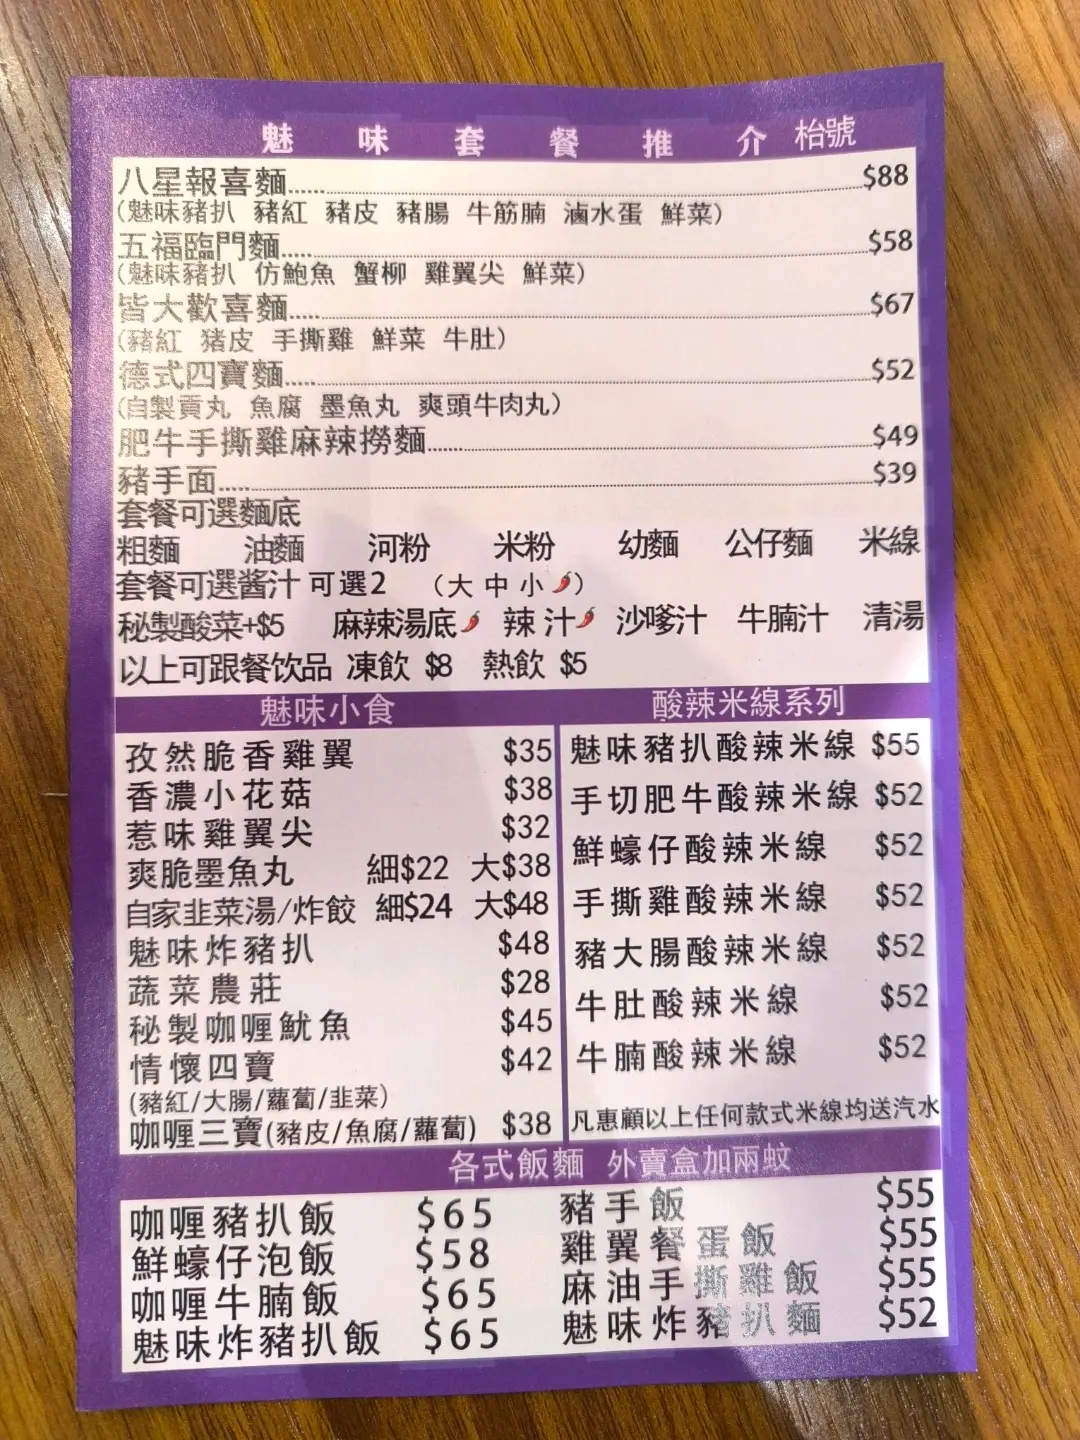 魅味套餐推介 枱號
八星報喜麵......$88
(魅味豬扒 豬紅 豬皮 豬腸 牛筋腩 滷水蛋 鮮菜)
五福臨門麵......$58
(魅味豬扒 仿鮑魚 蟹柳 雞翼尖 鮮菜)
皆大歡喜麵......$67
(豬紅 猪皮 手撕雞 鮮菜 牛肚)
德式四寶麵......$52
(自製貢丸 魚腐 墨魚丸 爽頭牛肉丸)
肥牛手撕雞麻辣撈麵......$49
豬手面......$39
套餐可選麵底
粗麵 油麵 河粉 米粉 幼麵 公仔麵 米線
套餐可選酱汁 可選2 (大 中 小🌶)
秘製酸菜+$5 麻辣湯底🌶 辣汁🌶 沙嗲汁 牛腩汁 清湯
以上可跟餐饮品 凍飲 $8 熱飲 $5
魅味小食
孜然脆香雞翼 $35
香濃小花菇 $38
惹味雞翼尖 $32
爽脆墨魚丸 細$22 大$38
自家韭菜湯/炸餃 細$24 大$48
魅味炸豬扒 $48
蔬菜農莊 $28
秘製咖喱魷魚 $45
情懷四寶 $42
(豬紅/大腸/蘿蔔/韭菜)
咖喱三寶(豬皮/魚腐/蘿蔔) $38
酸辣米線系列
魅味豬扒酸辣米線 $55
手切肥牛酸辣米線 $52
鮮蠔仔酸辣米線 $52
手撕雞酸辣米線 $52
豬大腸酸辣米線 $52
牛肚酸辣米線 $52
牛腩酸辣米線 $52
凡惠顧以上任何款式米線均送汽水
各式飯麵 外賣盒加兩蚊
咖喱豬扒飯 $65
鮮蠔仔泡飯 $58
咖喱牛腩飯 $65
魅味炸豬扒飯 $65
豬手飯 $55
雞翼餐蛋飯 $55
麻油手撕雞飯 $55
魅味炸豬扒麵 $52